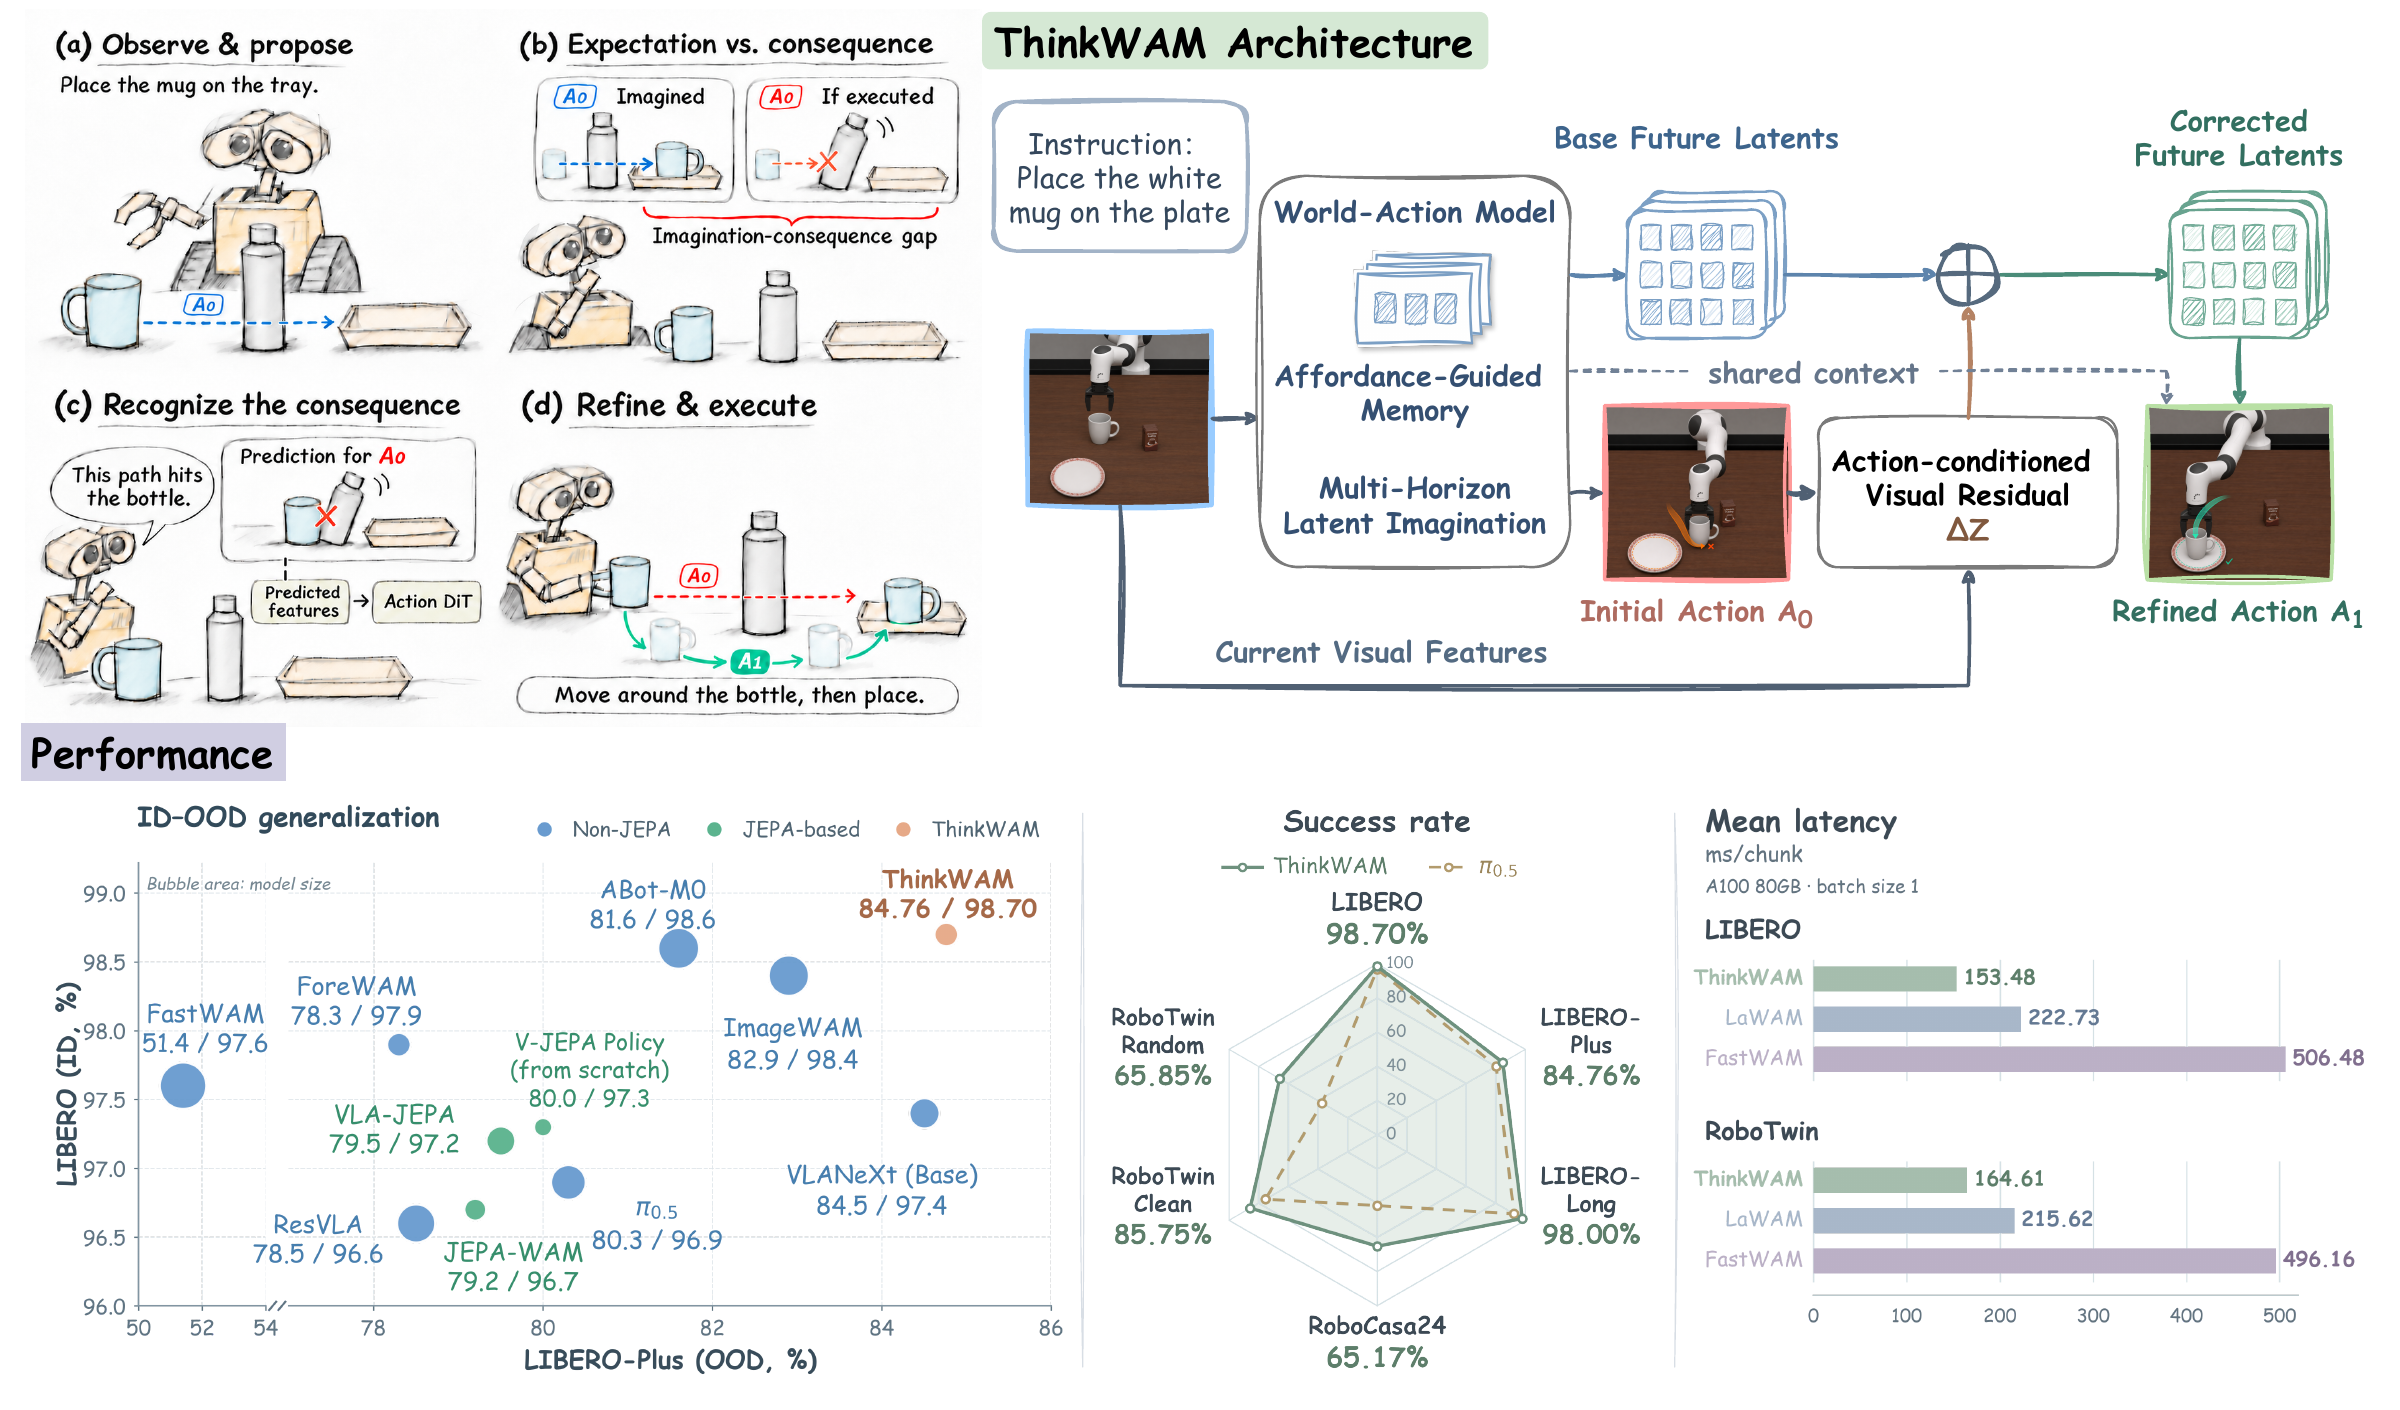 (a) Observe & propose
Place the mug on the tray.
A0
(b) Expectation vs. consequence
A0 Imagined
A0 If executed
Imagination-consequence gap
(c) Recognize the consequence
This path hits
the bottle.
Prediction for A0
Predicted
features
Action DiT
(d) Refine & execute
A0
A1
Move around the bottle, then place.
ThinkWAM Architecture
Instruction:
Place the white
mug on the plate
World-Action Model
Affordance-Guided
Memory
Multi-Horizon
Latent Imagination
Base Future Latents
Corrected
Future Latents
shared context
Action-conditioned
Visual Residual
ΔZ
Initial Action A0
Refined Action A1
Current Visual Features
Performance
ID-OOD generalization
Non-JEPA
JEPA-based
ThinkWAM
Bubble area: model size
LIBERO (ID, %)
99.0
98.5
98.0
97.5
97.0
96.5
96.0
ABot-M0
81.6 / 98.6
ThinkWAM
84.76 / 98.70
ForeWAM
78.3 / 97.9
FastWAM
51.4 / 97.6
ImageWAM
82.9 / 98.4
V-JEPA Policy
(from scratch)
80.0 / 97.3
VLA-JEPA
79.5 / 97.2
VLANeXt (Base)
84.5 / 97.4
π0.5
80.3 / 96.9
ResVLA
78.5 / 96.6
JEPA-WAM
79.2 / 96.7
50 52 54 78 80 82 84 86
LIBERO-Plus (OOD, %)
Success rate
ThinkWAM
π0.5
LIBERO
98.70%
100
80
60
40
20
0
LIBERO-
Plus
84.76%
LIBERO-
Long
98.00%
RoboCasa24
65.17%
RoboTwin
Clean
85.75%
RoboTwin
Random
65.85%
Mean latency
ms/chunk
A100 80GB · batch size 1
LIBERO
ThinkWAM 153.48
LaWAM 222.73
FastWAM 506.48
RoboTwin
ThinkWAM 164.61
LaWAM 215.62
FastWAM 496.16
0 100 200 300 400 500